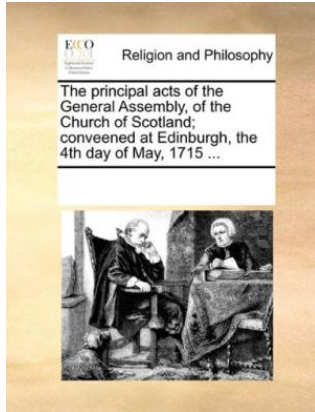 ECCO
Religion and Philosophy
The principal acts of the
General Assembly, of the
Church of Scotland;
conveened at Edinburgh, the
4th day of May, 1715 ...